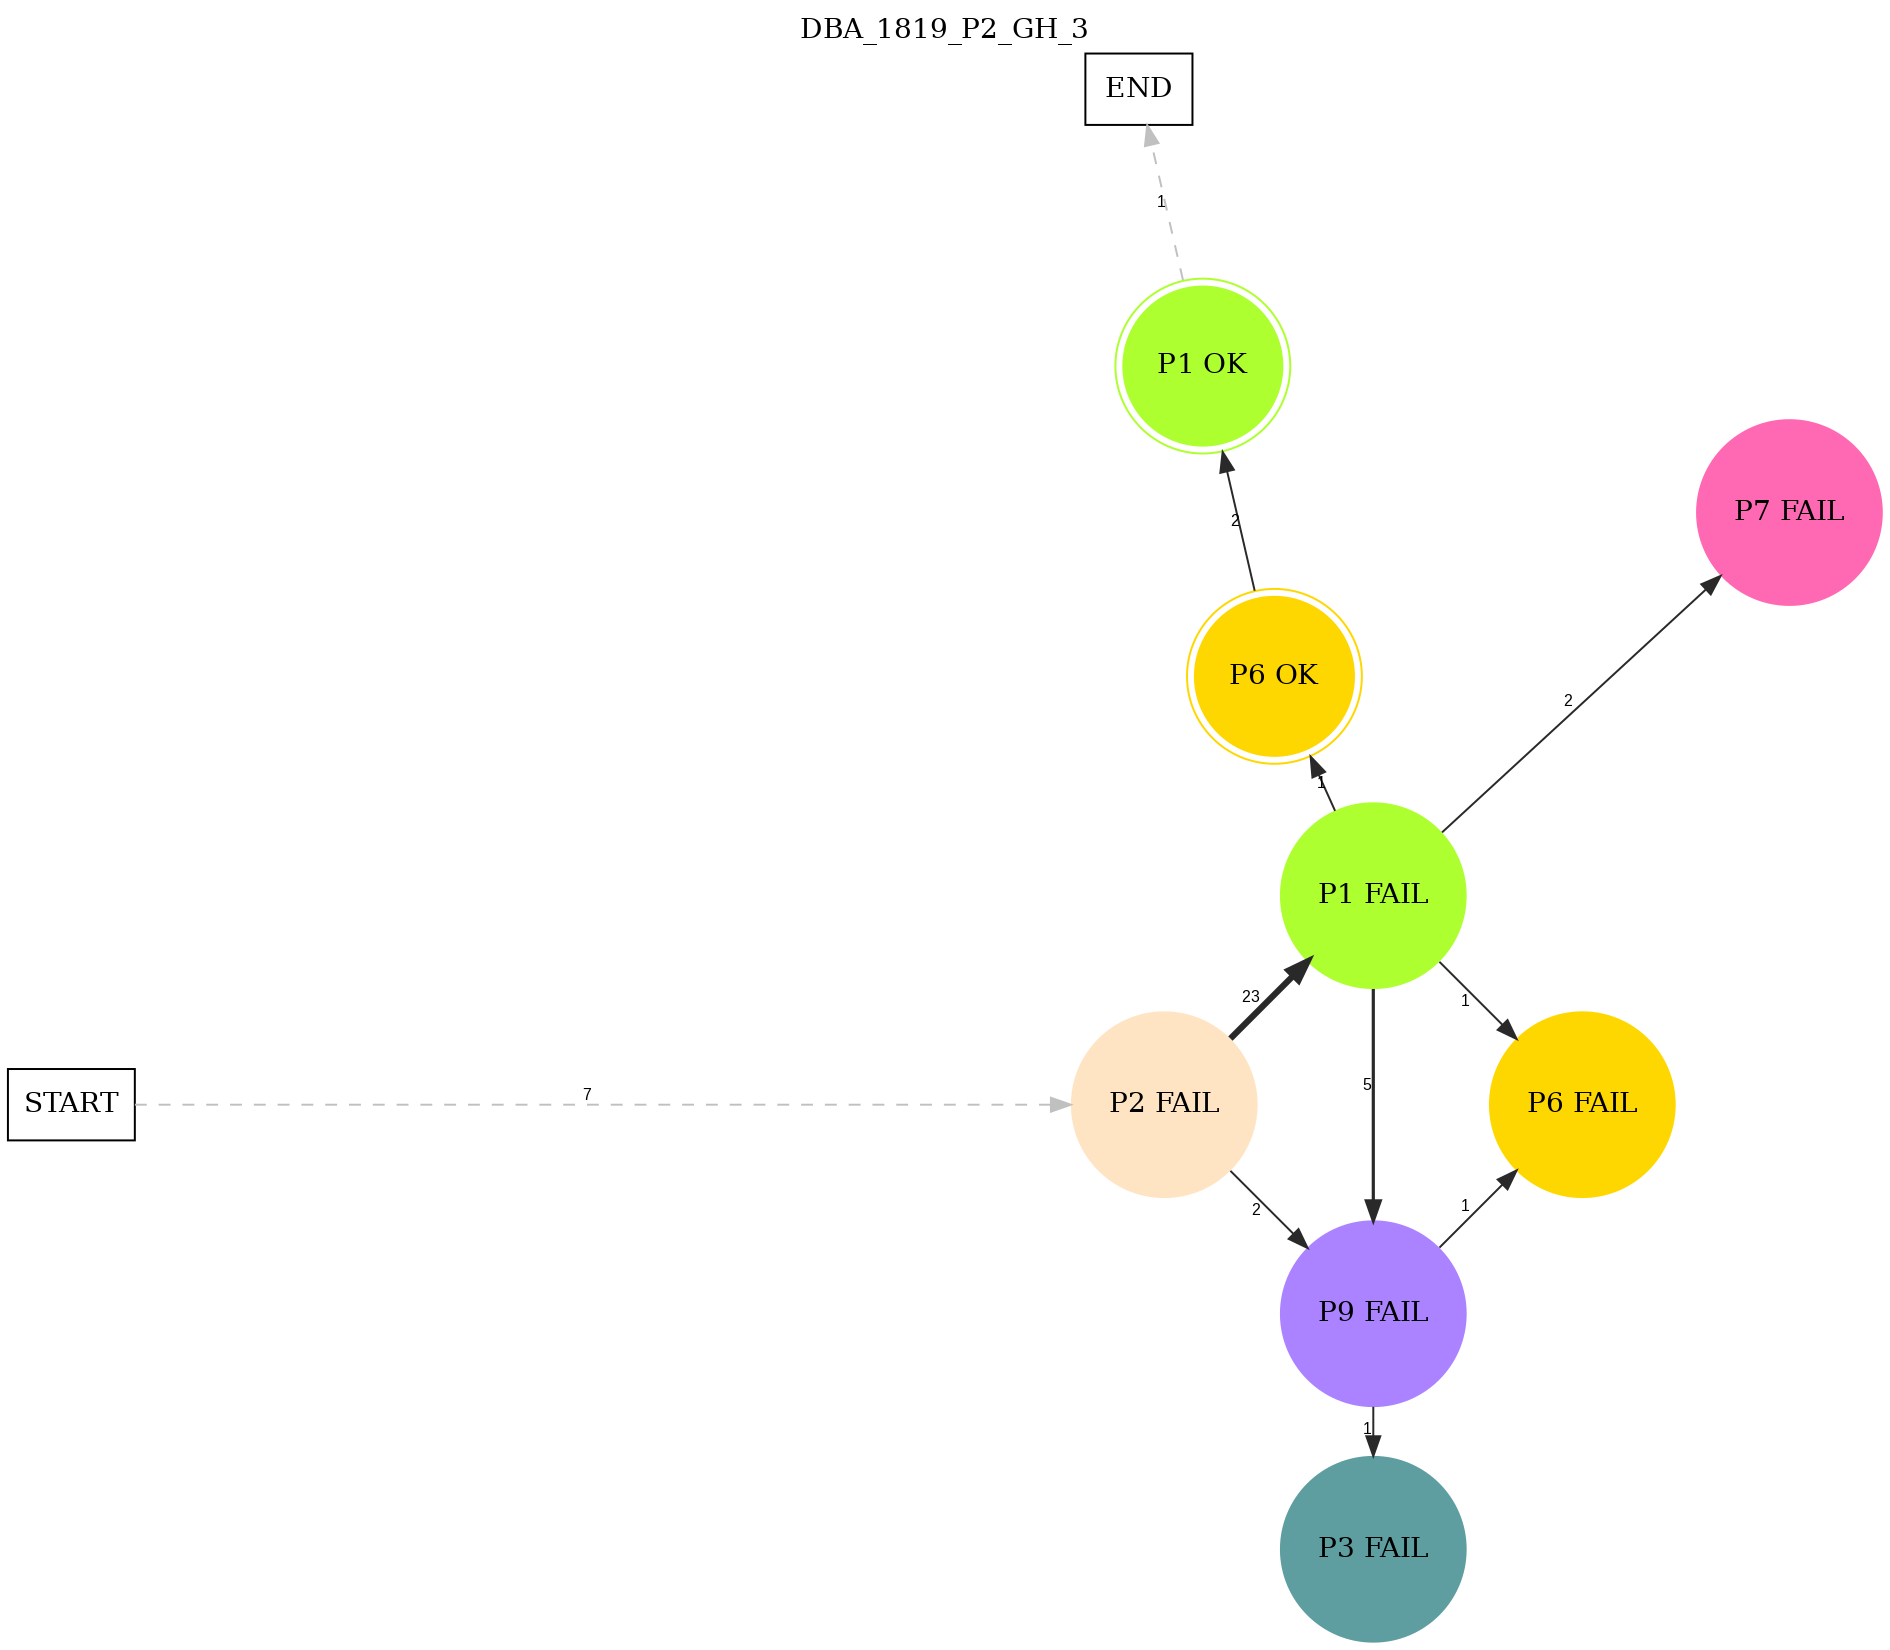 DBA_1819_P2_GH_3
END
1
P1 OK
P7 FAIL
2
P6 OK
2
1
P1 FAIL
23
1
5
START
7
P2 FAIL
P6 FAIL
2
1
P9 FAIL
1
P3 FAIL